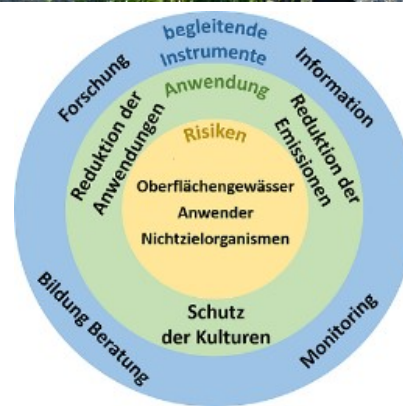 begleitende
Instrumente
Forschung
Information
Anwendung
Reduktion der
Anwendungen
Reduktion der
Emissionen
Risiken
Oberflächengewässer
Anwender
Nichtzielorganismen
Schutz
der Kulturen
Bildung Beratung
Monitoring